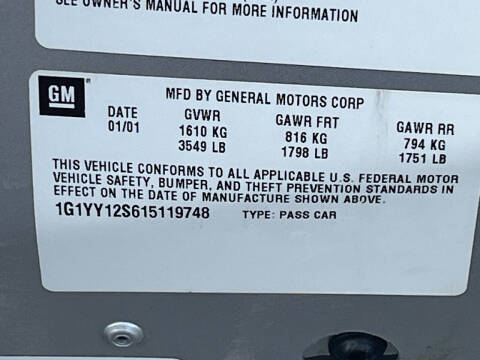 SEE OWNER'S MANUAL FOR MORE INFORMATION
GM
MFD BY GENERAL MOTORS CORP
DATE GVWR GAWR FRT GAWR RR
01/01 1610 KG 816 KG 794 KG
3549 LB 1798 LB 1751 LB
THIS VEHICLE CONFORMS TO ALL APPLICABLE U.S. FEDERAL MOTOR
VEHICLE SAFETY, BUMPER, AND THEFT PREVENTION STANDARDS IN
EFFECT ON THE DATE OF MANUFACTURE SHOWN ABOVE.
1G1YY12S615119748 TYPE: PASS CAR